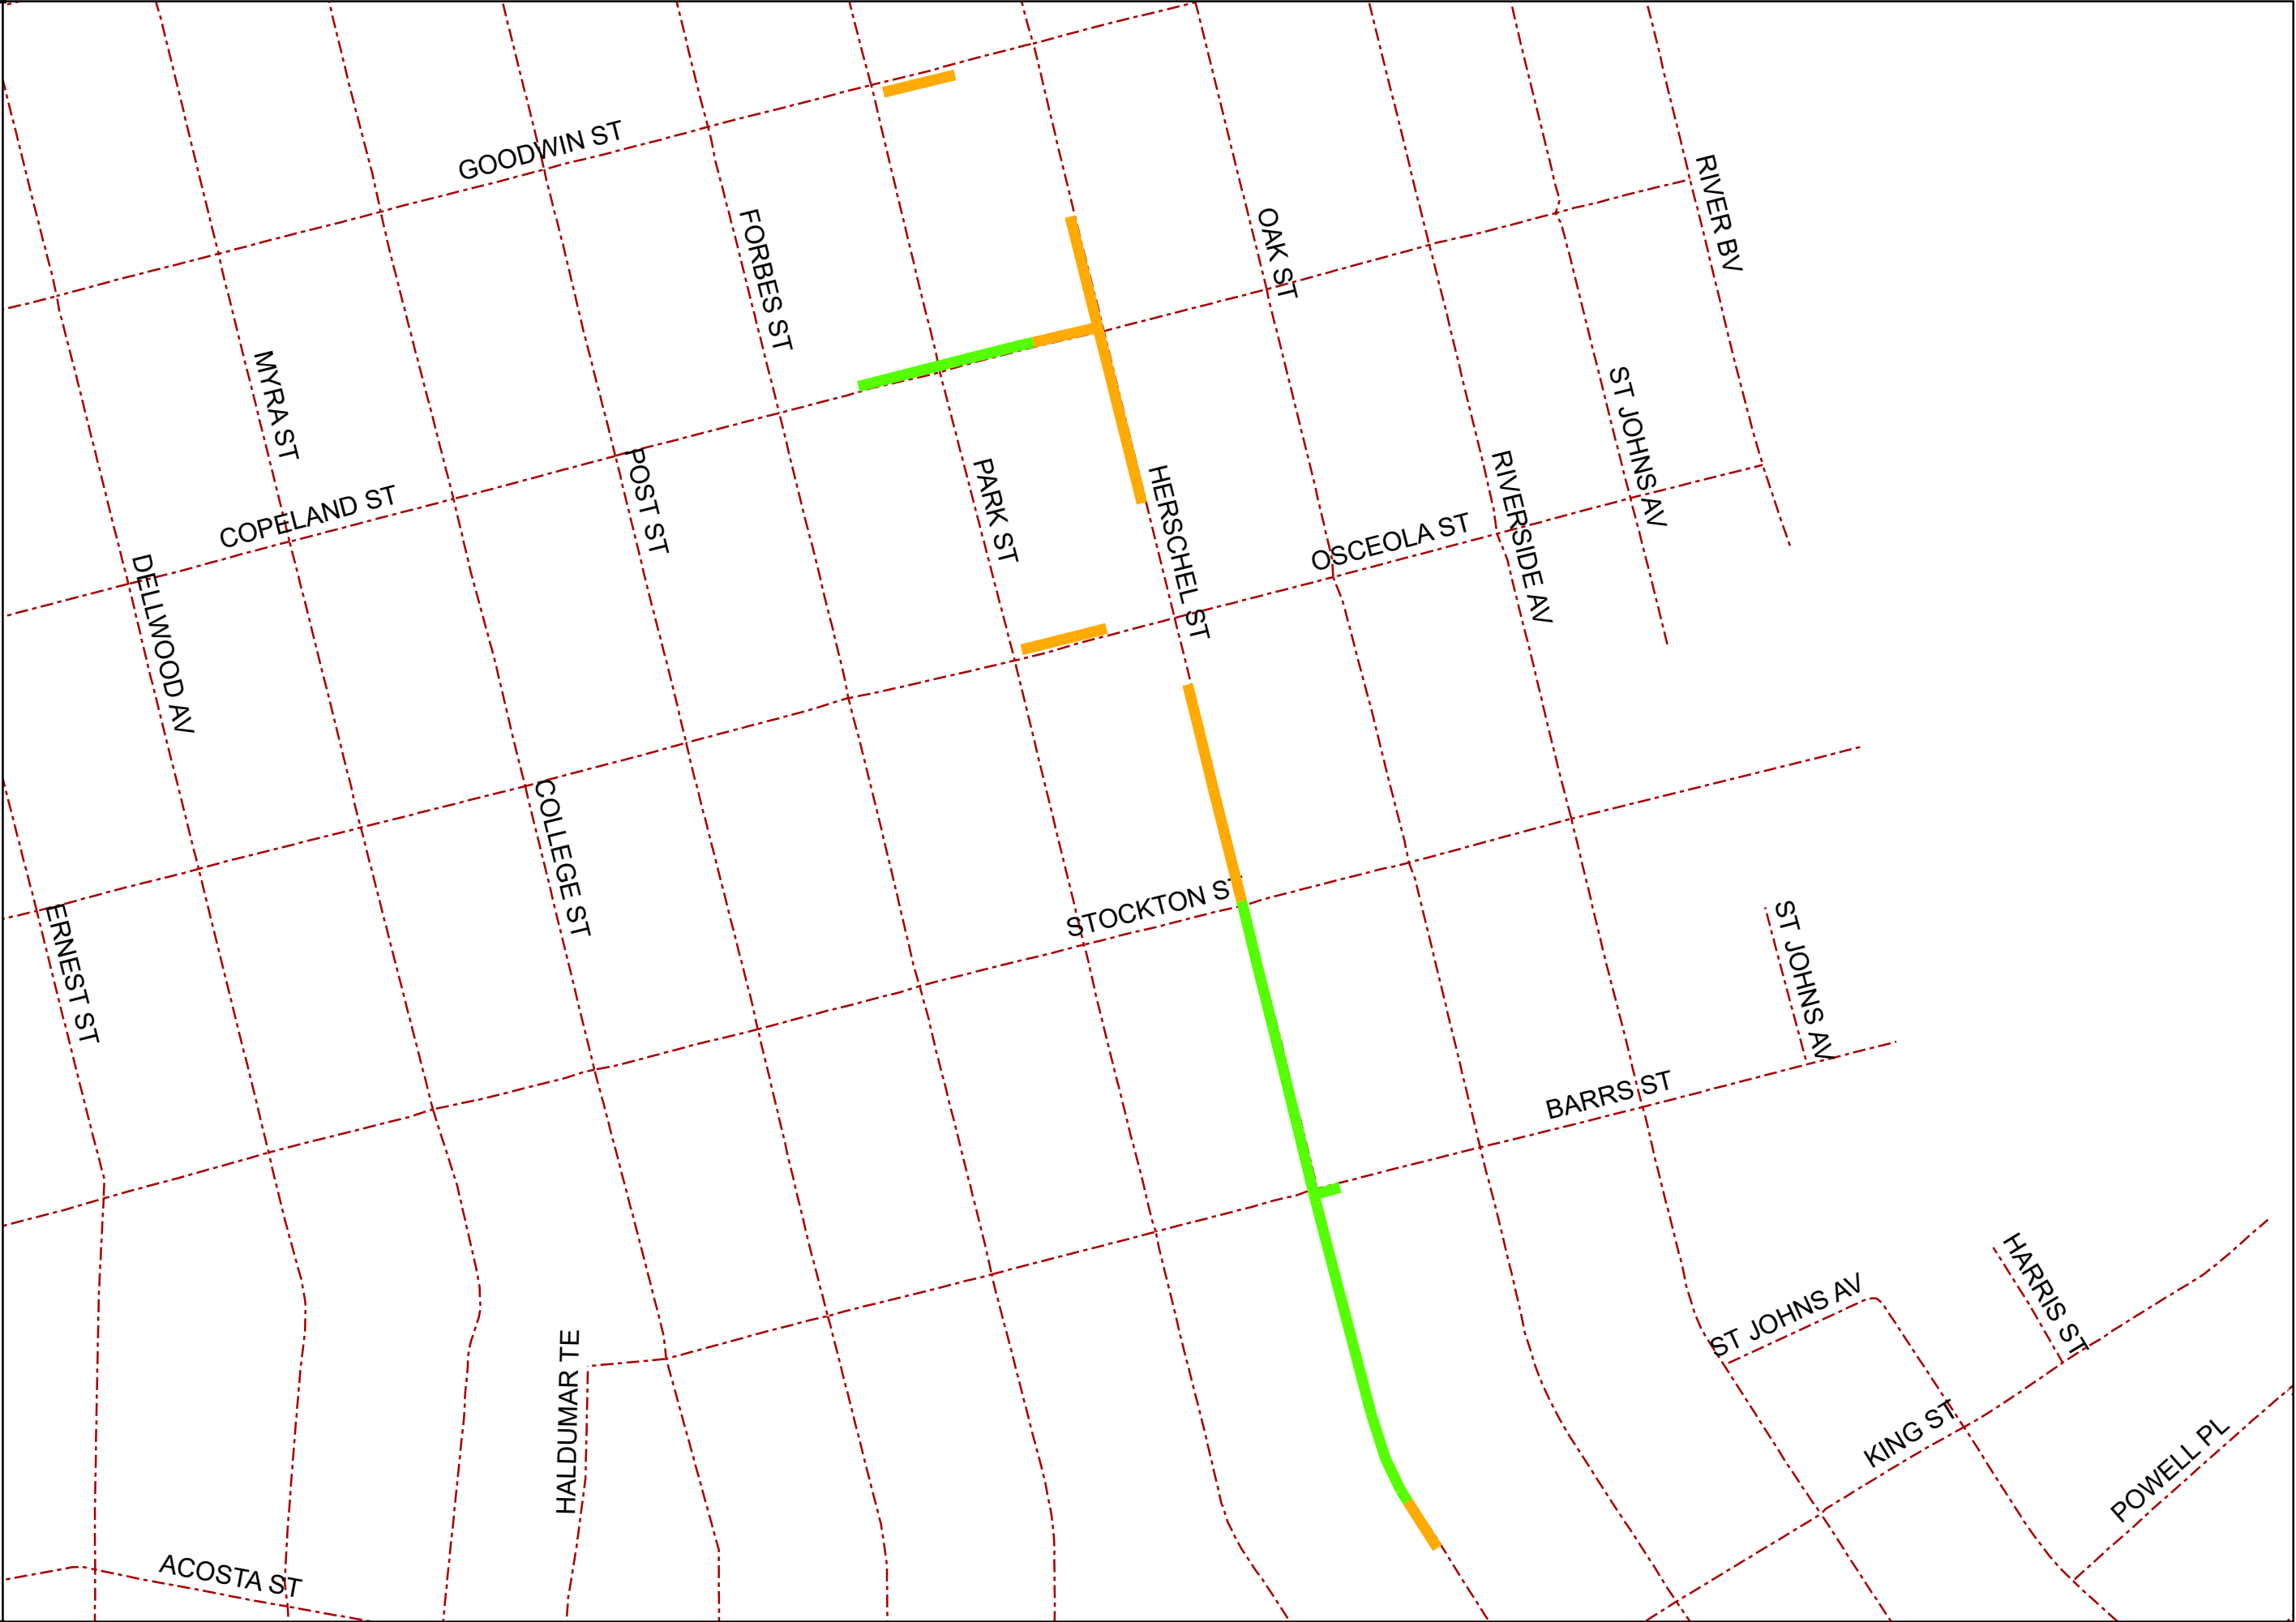 GOODWIN ST
RIVER BV
FORBES ST
OAK ST
MYRA ST
ST JOHNS AV
POST ST
PARK ST
HERSCHEL ST
RIVERSIDE AV
COPELAND ST
OSCEOLA ST
DELLWOOD AV
COLLEGE ST
STOCKTON ST
ERNEST ST
ST JOHNS AV
BARRS ST
HARRIS ST
ST JOHNS AV
HALDUMAR TE
KING ST
POWELL PL
ACOSTA ST